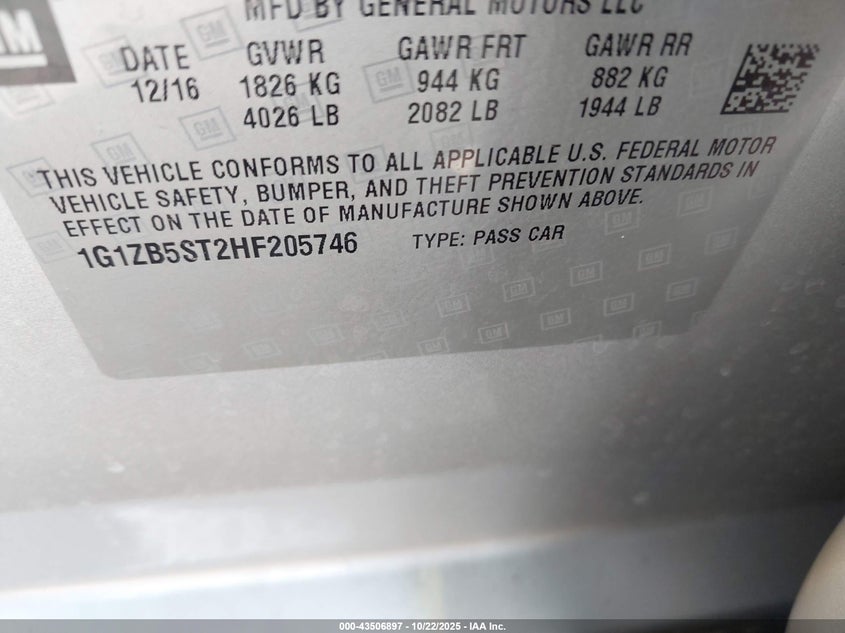 GM
MFD BY GENERAL MOTORS LLC
DATE GVWR GAWR FRT GAWR RR
12/16 1826 KG 944 KG 882 KG
4026 LB 2082 LB 1944 LB
THIS VEHICLE CONFORMS TO ALL APPLICABLE U.S. FEDERAL MOTOR
VEHICLE SAFETY, BUMPER, AND THEFT PREVENTION STANDARDS IN
EFFECT ON THE DATE OF MANUFACTURE SHOWN ABOVE.
1G1ZB5ST2HF205746 TYPE: PASS CAR
000-43506897 - 10/22/2025 - IAA Inc.